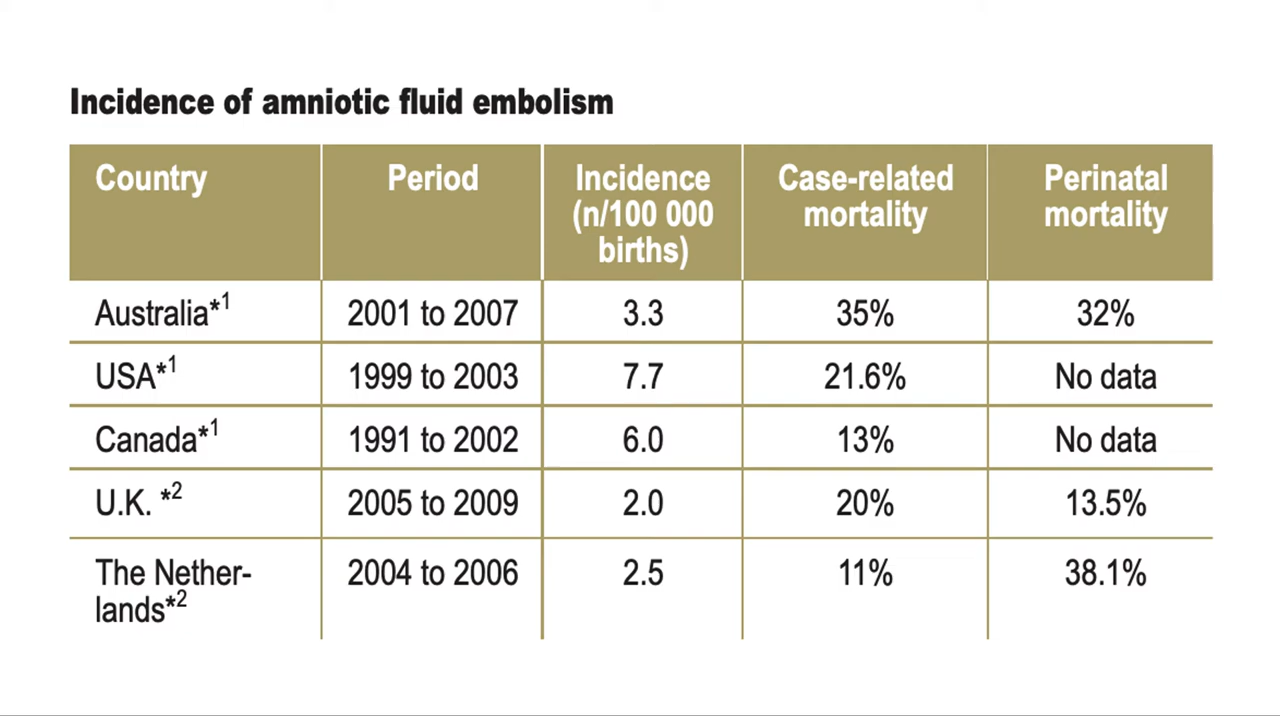 Incidence of amniotic fluid embolism
Country Period Incidence (n/100 000 births) Case-related mortality Perinatal mortality
Australia*1 2001 to 2007 3.3 35% 32%
USA*1 1999 to 2003 7.7 21.6% No data
Canada*1 1991 to 2002 6.0 13% No data
U.K. *2 2005 to 2009 2.0 20% 13.5%
The Nether- 2004 to 2006 2.5 11% 38.1%
lands*2